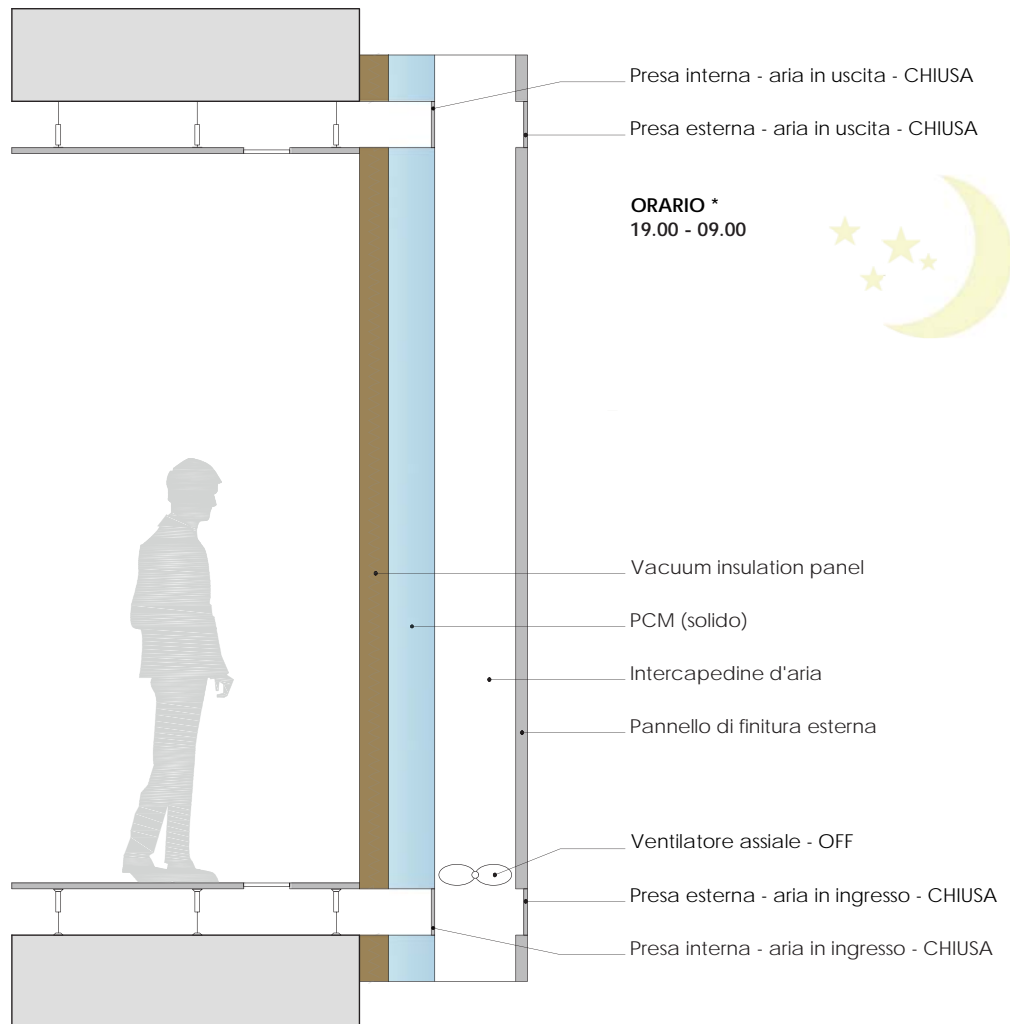 Presa interna - aria in uscita - CHIUSA
Presa esterna - aria in uscita - CHIUSA
ORARIO *
19.00 - 09.00
Vacuum insulation panel
PCM (solido)
Intercapedine d'aria
Pannello di finitura esterna
Ventilatore assiale - OFF
Presa esterna - aria in ingresso - CHIUSA
Presa interna - aria in ingresso - CHIUSA